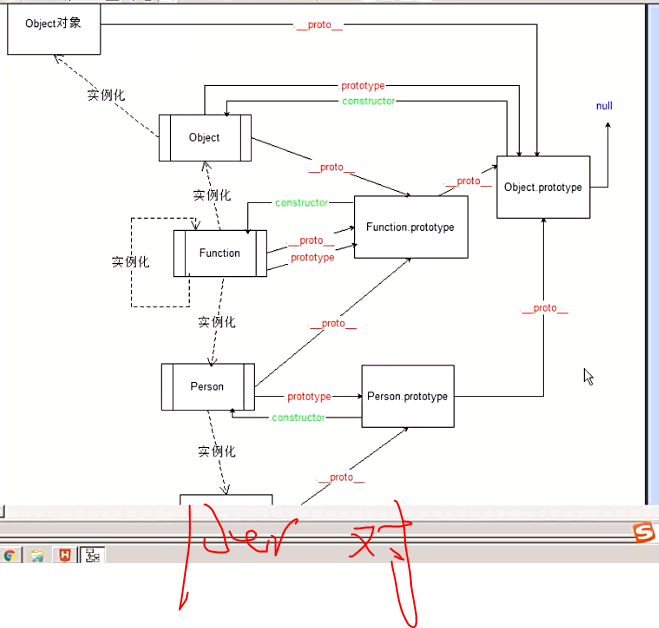 Object对象
__proto__
实例化
prototype
constructor
null
Object
__proto__
__proto__
Object.prototype
实例化
constructor
Function.prototype
Function
__proto__
prototype
实例化
实例化
__proto__
__proto__
Person
prototype
Person.prototype
constructor
实例化
__proto__
per 对